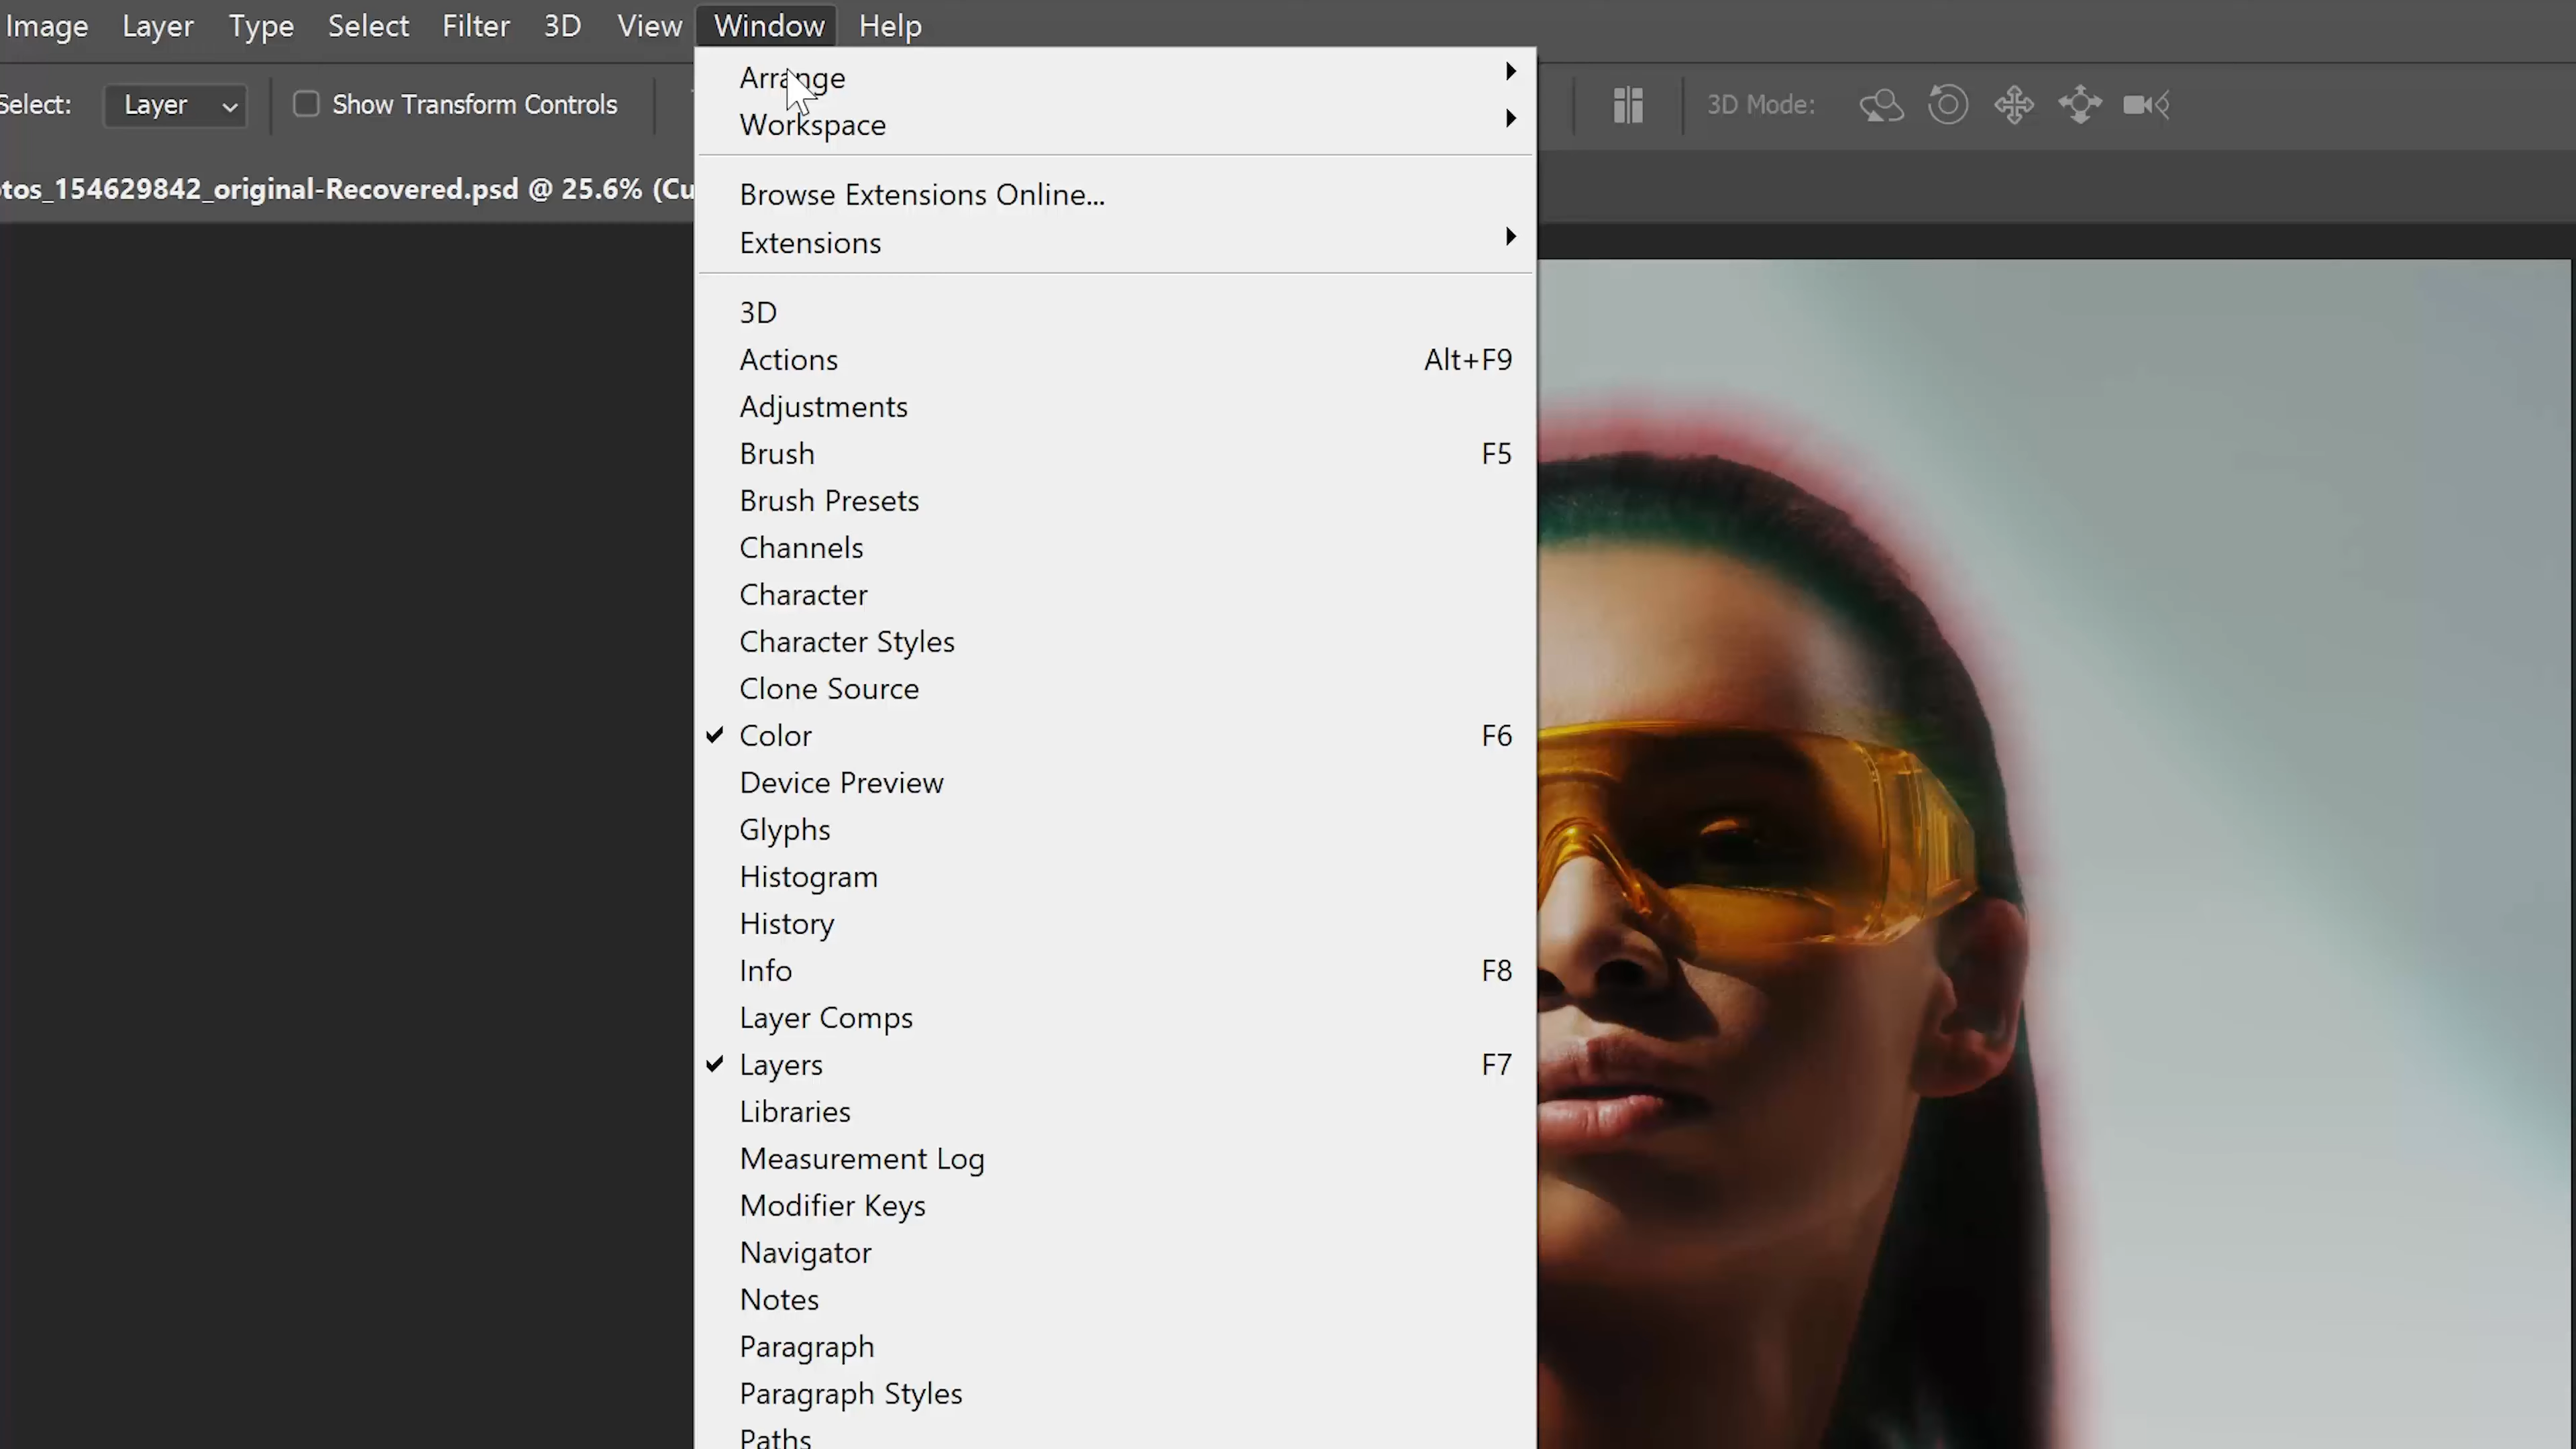 Image Layer Type Select Filter 3D View Window Help
Select: Layer Show Transform Controls 3D Mode:
tos_154629842_original-Recovered.psd @ 25.6% (Cu
Arrange
Workspace
Browse Extensions Online...
Extensions
3D
Actions Alt+F9
Adjustments
Brush F5
Brush Presets
Channels
Character
Character Styles
Clone Source
Color F6
Device Preview
Glyphs
Histogram
History
Info F8
Layer Comps
Layers F7
Libraries
Measurement Log
Modifier Keys
Navigator
Notes
Paragraph
Paragraph Styles
Paths